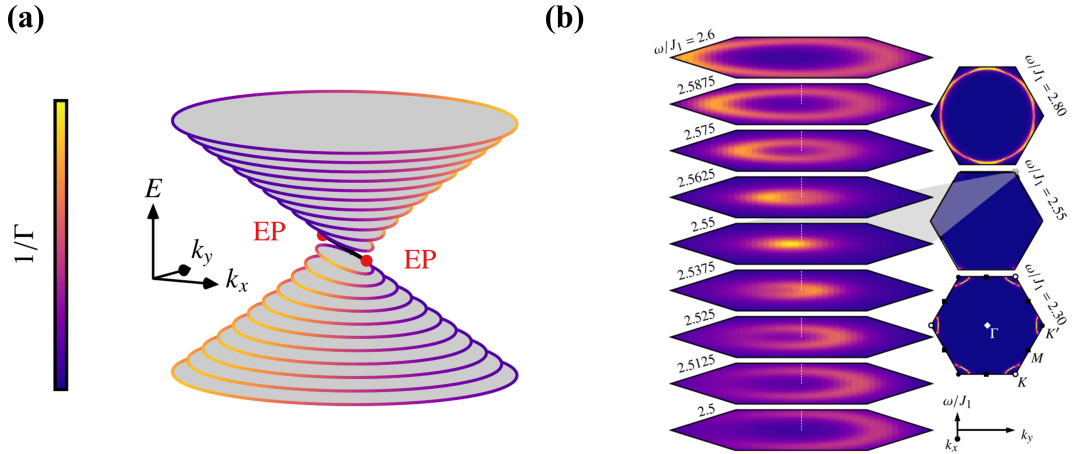 (a)
1/Γ
E
k_y
k_x
EP
EP
(b)
ω/J_1 = 2.6
2.5875
2.575
2.5625
2.55
2.5375
2.525
2.5125
2.5
ω/J_1 = 2.80
ω/J_1 = 2.55
ω/J_1 = 2.30
Γ
K'
M
K
ω/J_1
k_x
k_y